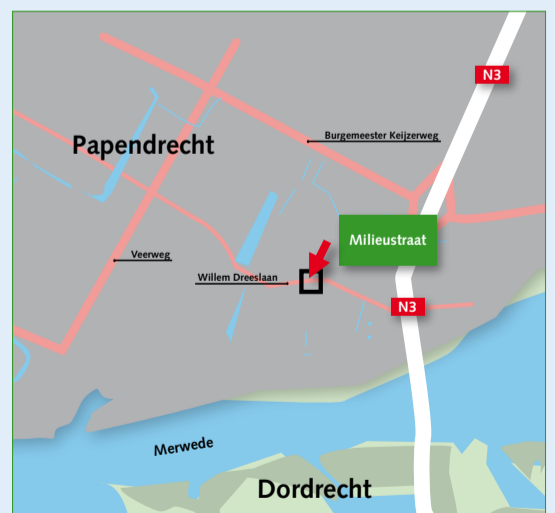 N3
Burgemeester Keijzerweg
Papendrecht
Milieustraat
Veerweg
Willem Dreeslaan
N3
Merwede
Dordrecht